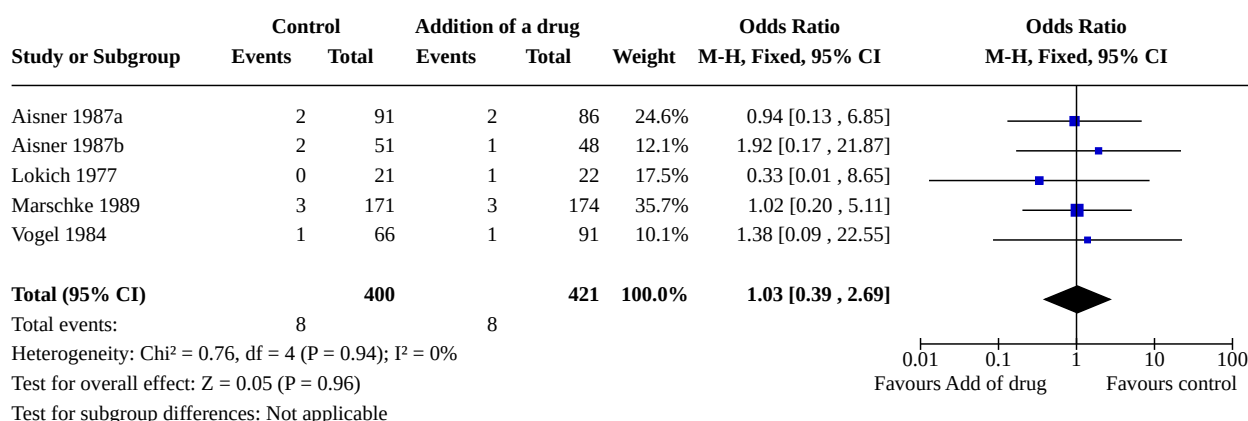 Control Addition of a drug Odds Ratio Odds Ratio
Study or Subgroup Events Total Events Total Weight M-H, Fixed, 95% CI M-H, Fixed, 95% CI
Aisner 1987a 2 91 2 86 24.6% 0.94 [0.13 , 6.85]
Aisner 1987b 2 51 1 48 12.1% 1.92 [0.17 , 21.87]
Lokich 1977 0 21 1 22 17.5% 0.33 [0.01 , 8.65]
Marschke 1989 3 171 3 174 35.7% 1.02 [0.20 , 5.11]
Vogel 1984 1 66 1 91 10.1% 1.38 [0.09 , 22.55]
Total (95% CI) 400 421 100.0% 1.03 [0.39 , 2.69]
Total events: 8 8
Heterogeneity: Chi² = 0.76, df = 4 (P = 0.94); I² = 0%
0.01 0.1 1 10 100
Test for overall effect: Z = 0.05 (P = 0.96)
Favours Add of drug Favours control
Test for subgroup differences: Not applicable